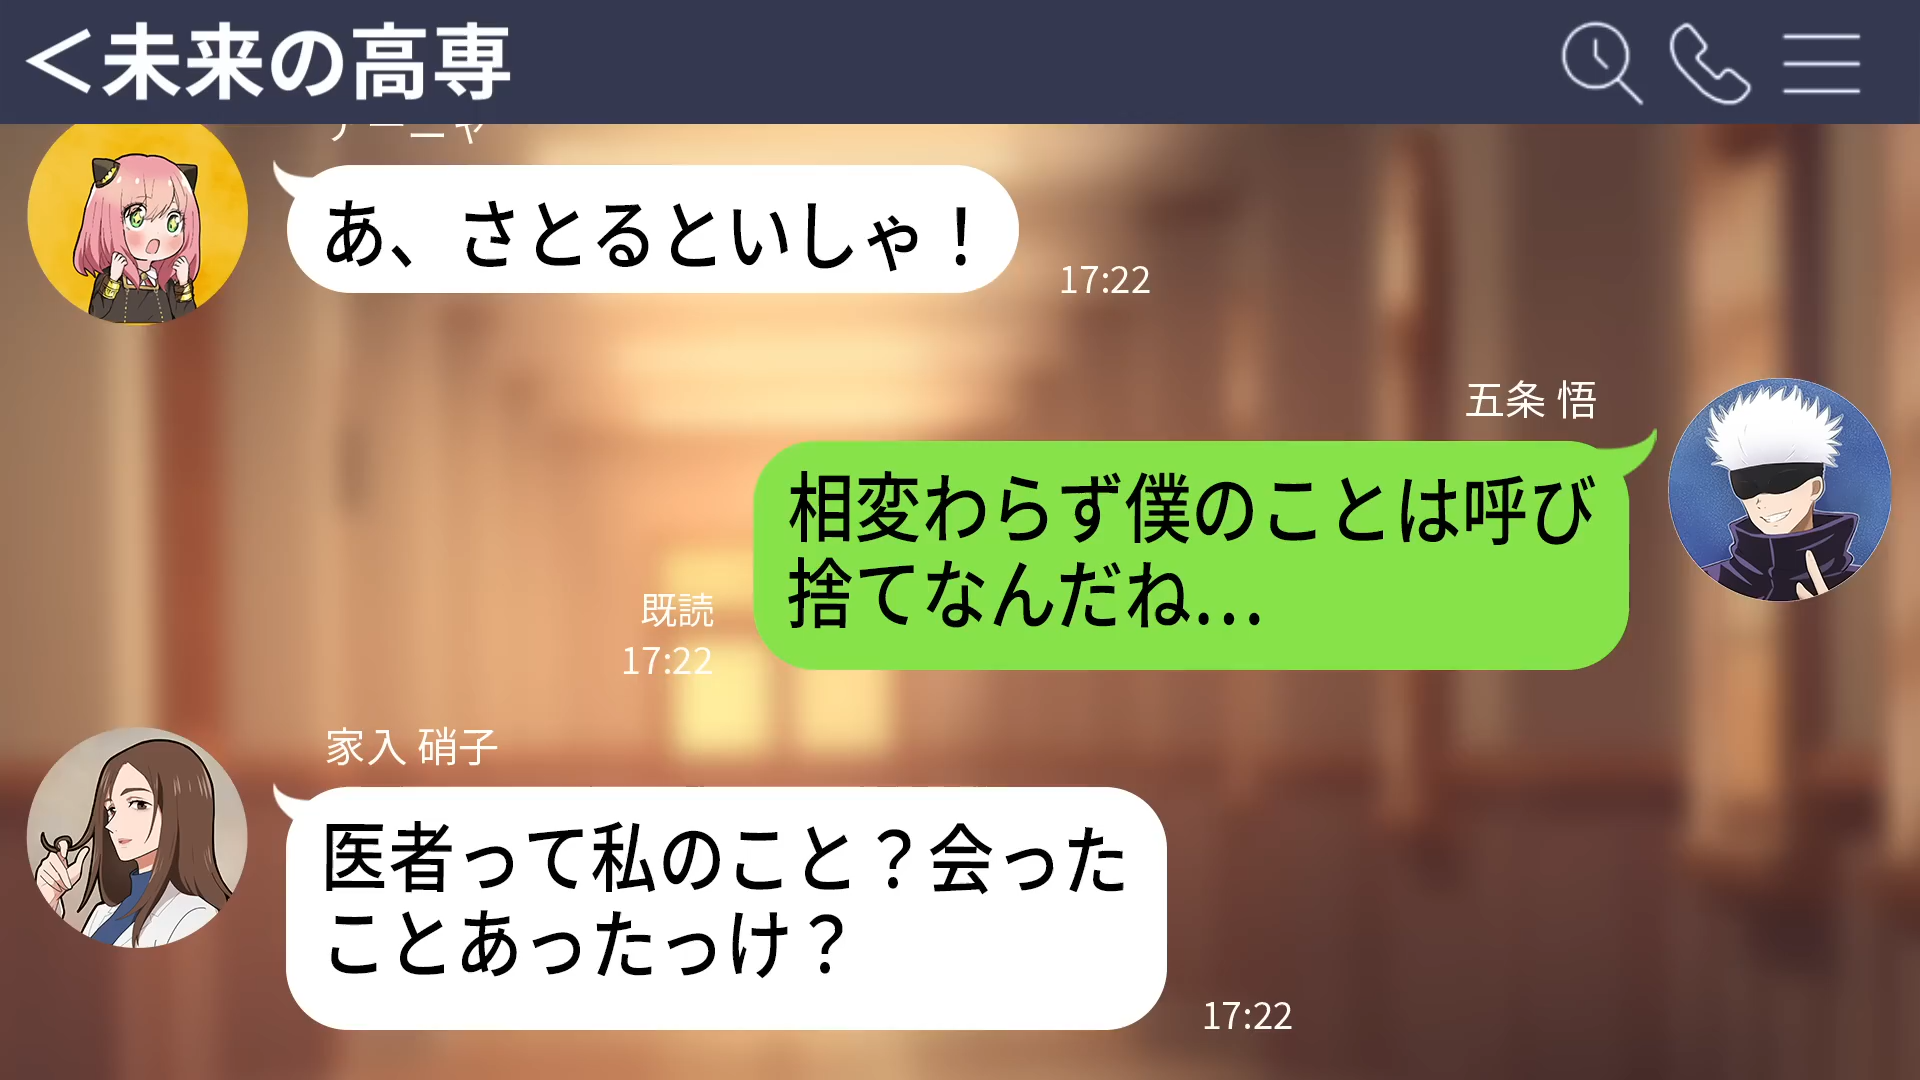 <未来の高専
あ、さとるといしゃ！
17:22
五条 悟
相変わらず僕のことは呼び
捨てなんだね…
既読
17:22
家入 硝子
医者って私のこと？会った
ことあったっけ？
17:22